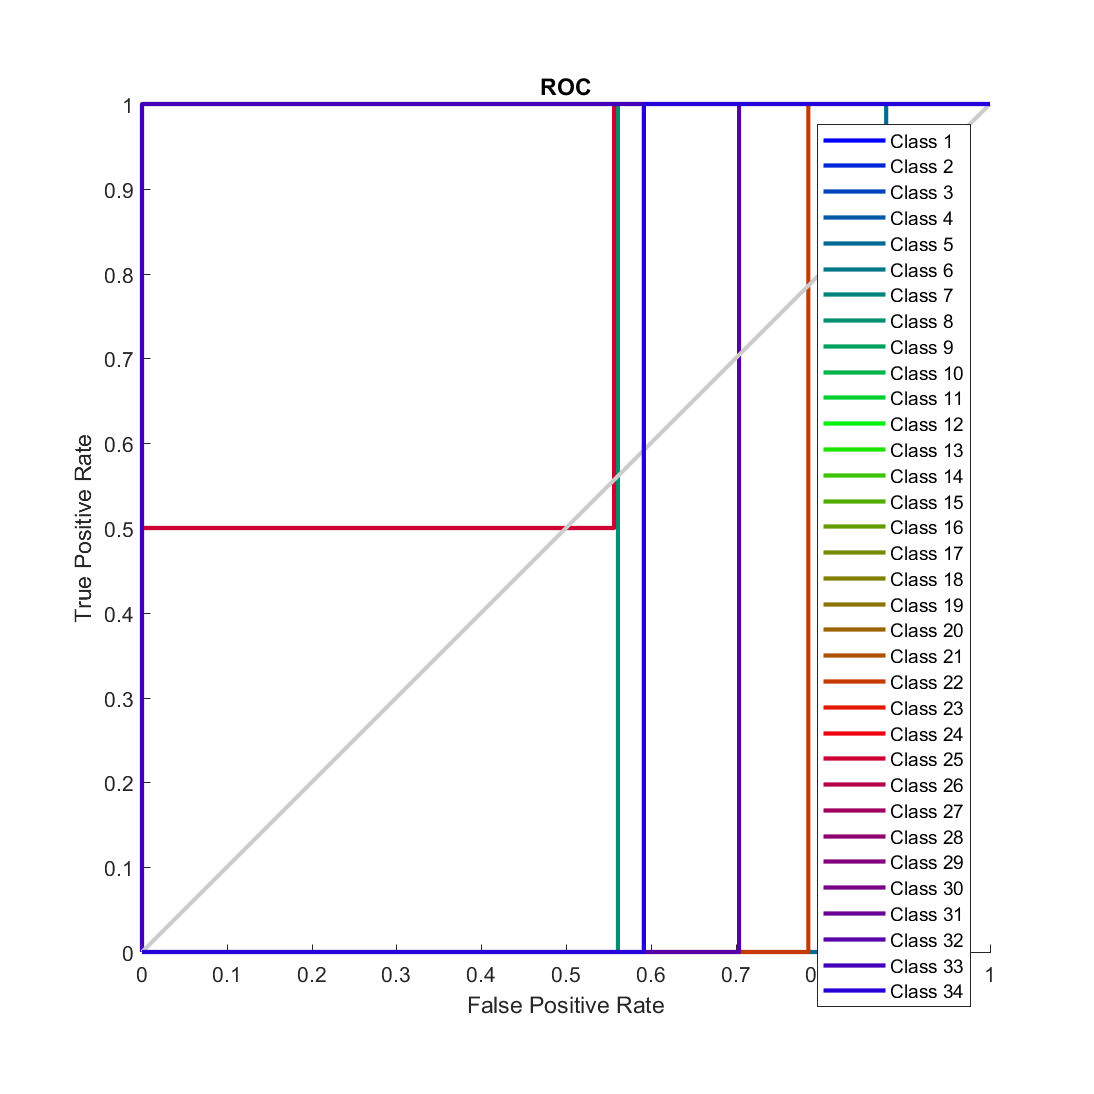 ROC
1
0.9
0.8
0.7
0.6
0.5
0.4
0.3
0.2
0.1
0
True Positive Rate
0 0.1 0.2 0.3 0.4 0.5 0.6 0.7 1
False Positive Rate
Class 1
Class 2
Class 3
Class 4
Class 5
Class 6
Class 7
Class 8
Class 9
Class 10
Class 11
Class 12
Class 13
Class 14
Class 15
Class 16
Class 17
Class 18
Class 19
Class 20
Class 21
Class 22
Class 23
Class 24
Class 25
Class 26
Class 27
Class 28
Class 29
Class 30
Class 31
Class 32
Class 33
Class 34